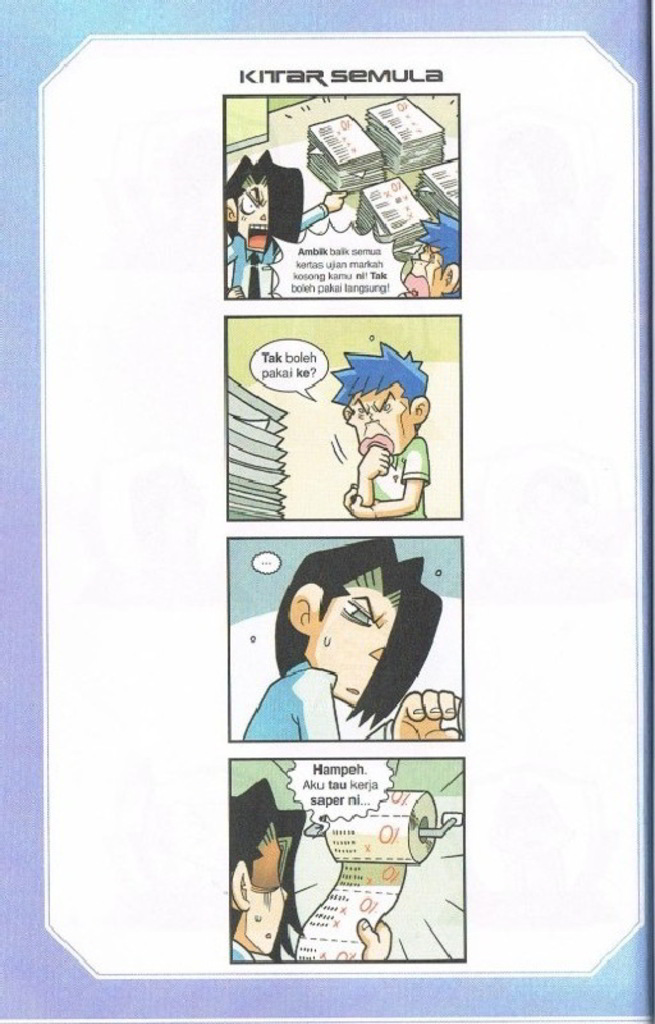 KITAR SEMULA
Ambik balik semua
kertas ujian markah
kosong kamu ni! Tak
boleh pakai langsung!
Tak boleh
pakai ke?
...
Hampeh.
Aku tau kerja
saper ni...